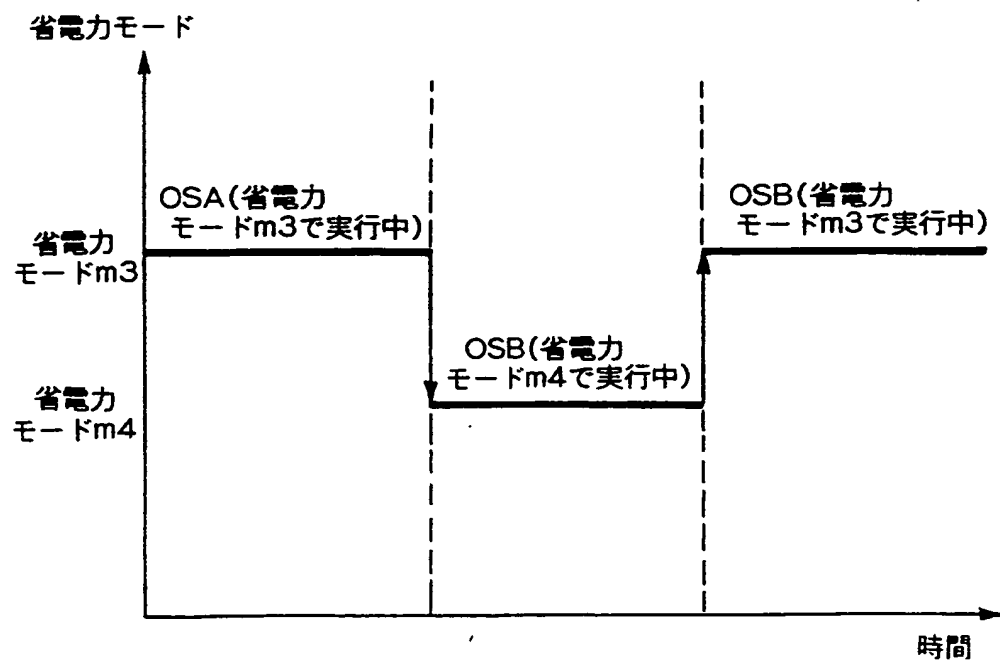 省電力モード
OSA(省電力
モードm3で実行中)
OSB(省電力
モードm3で実行中)
省電力
モードm3
OSB(省電力
モードm4で実行中)
省電力
モードm4
時間